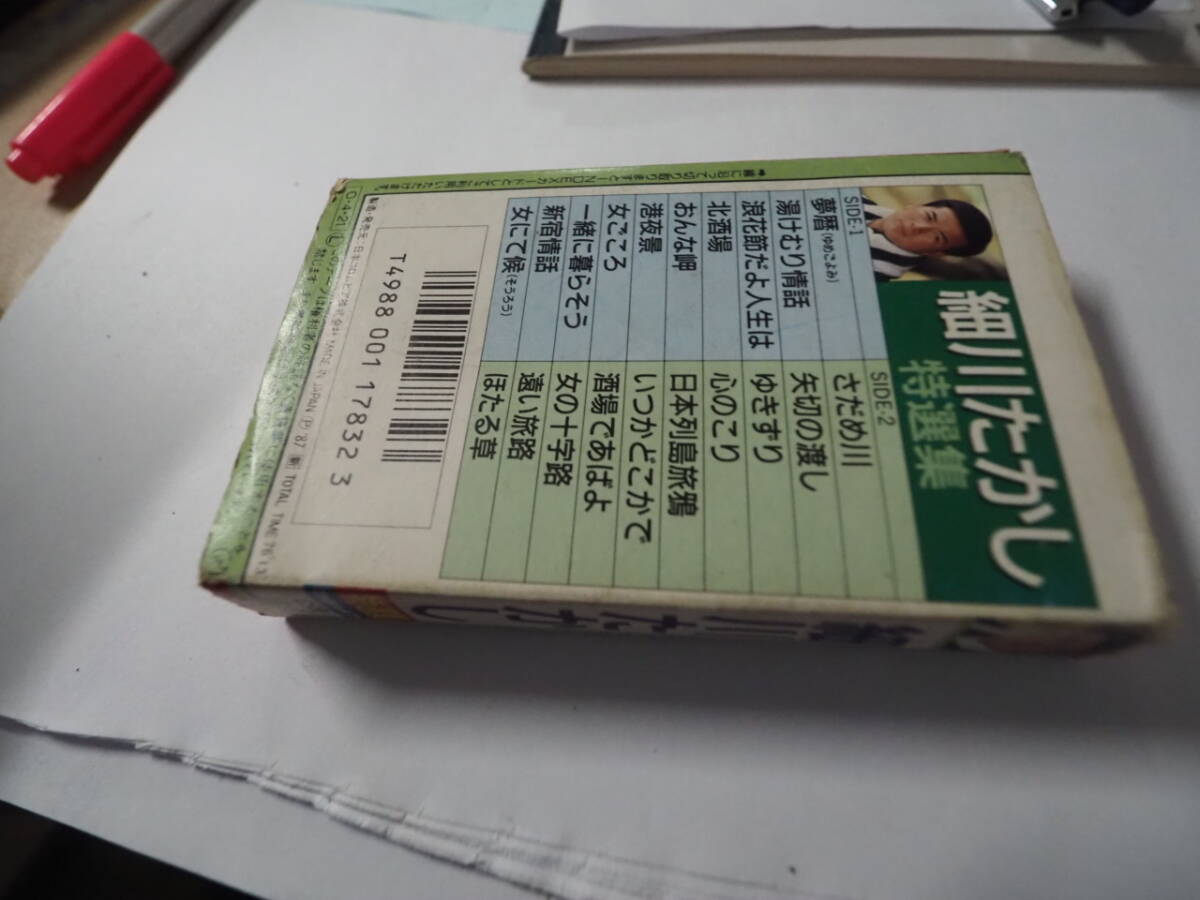 細川たかし
特選集
SIDE-1
夢暦(ゆめこよみ)
湯けむり情話
浪花節だよ人生は
北酒場
おんな岬
港夜景
女ごころ
一緒に暮らそう
新宿情話
女にて候(そうろう)
SIDE-2
さだめ川
矢切の渡し
ゆきずり
心のこり
日本列島旅鴉
いつかどこかで
酒場であばよ
女の十字路
遠い旅路
ほたる草
T4988 001 178323 3
MADE IN JAPAN Ⓟ '87
TOTAL TIME